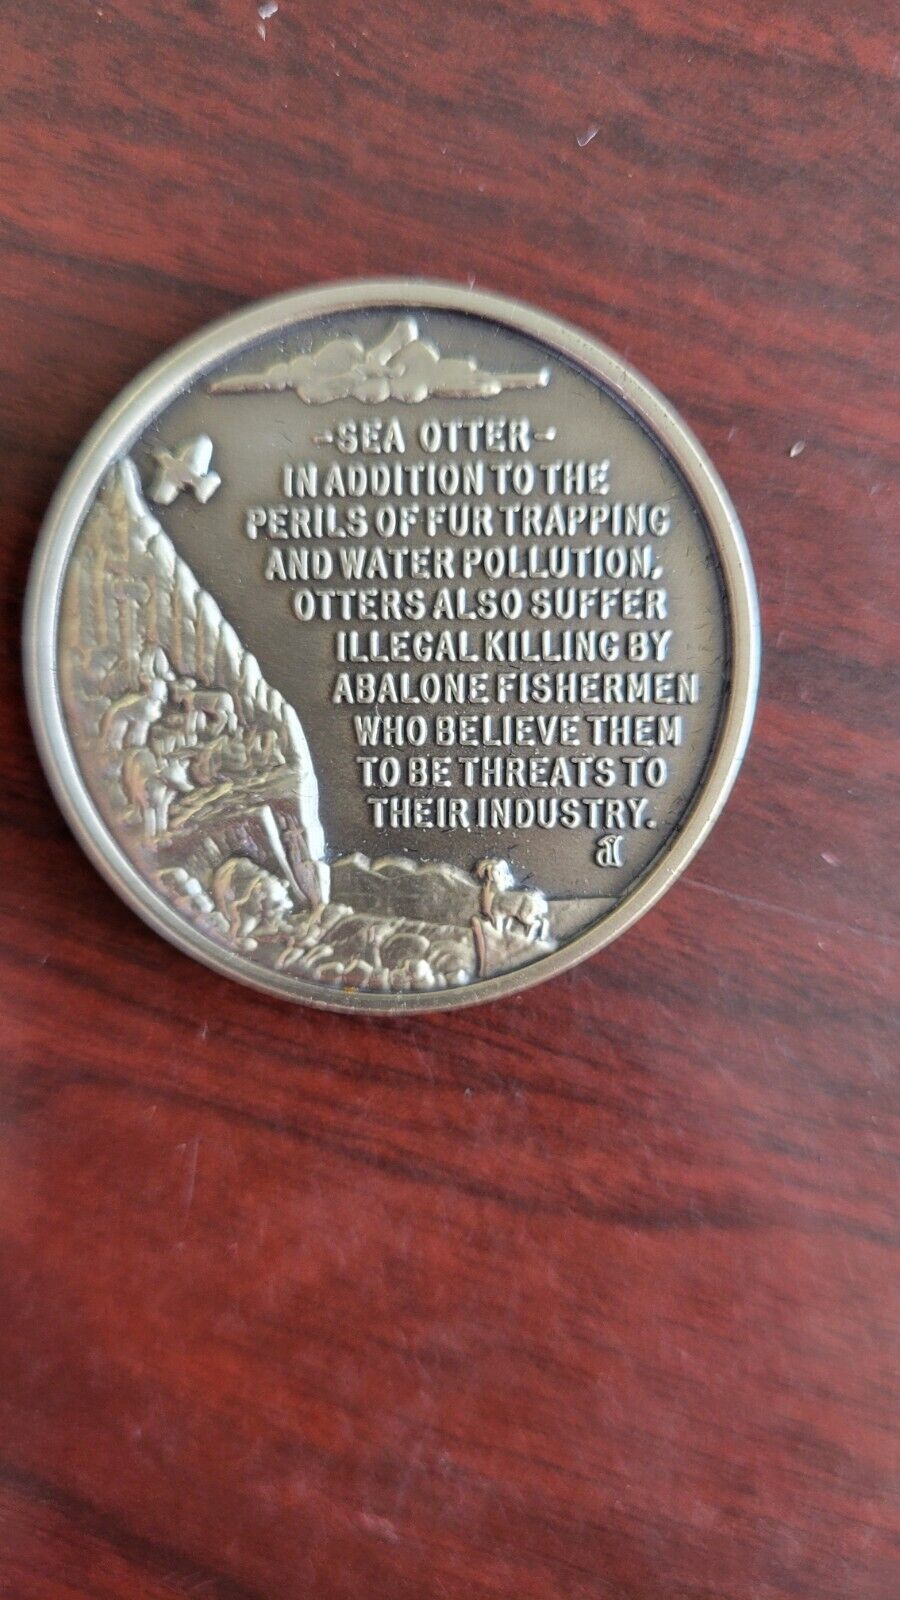 -SEA OTTER-
IN ADDITION TO THE
PERILS OF FUR TRAPPING
AND WATER POLLUTION,
OTTERS ALSO SUFFER
ILLEGAL KILLING BY
ABALONE FISHERMEN
WHO BELIEVE THEM
TO BE THREATS TO
THEIR INDUSTRY.